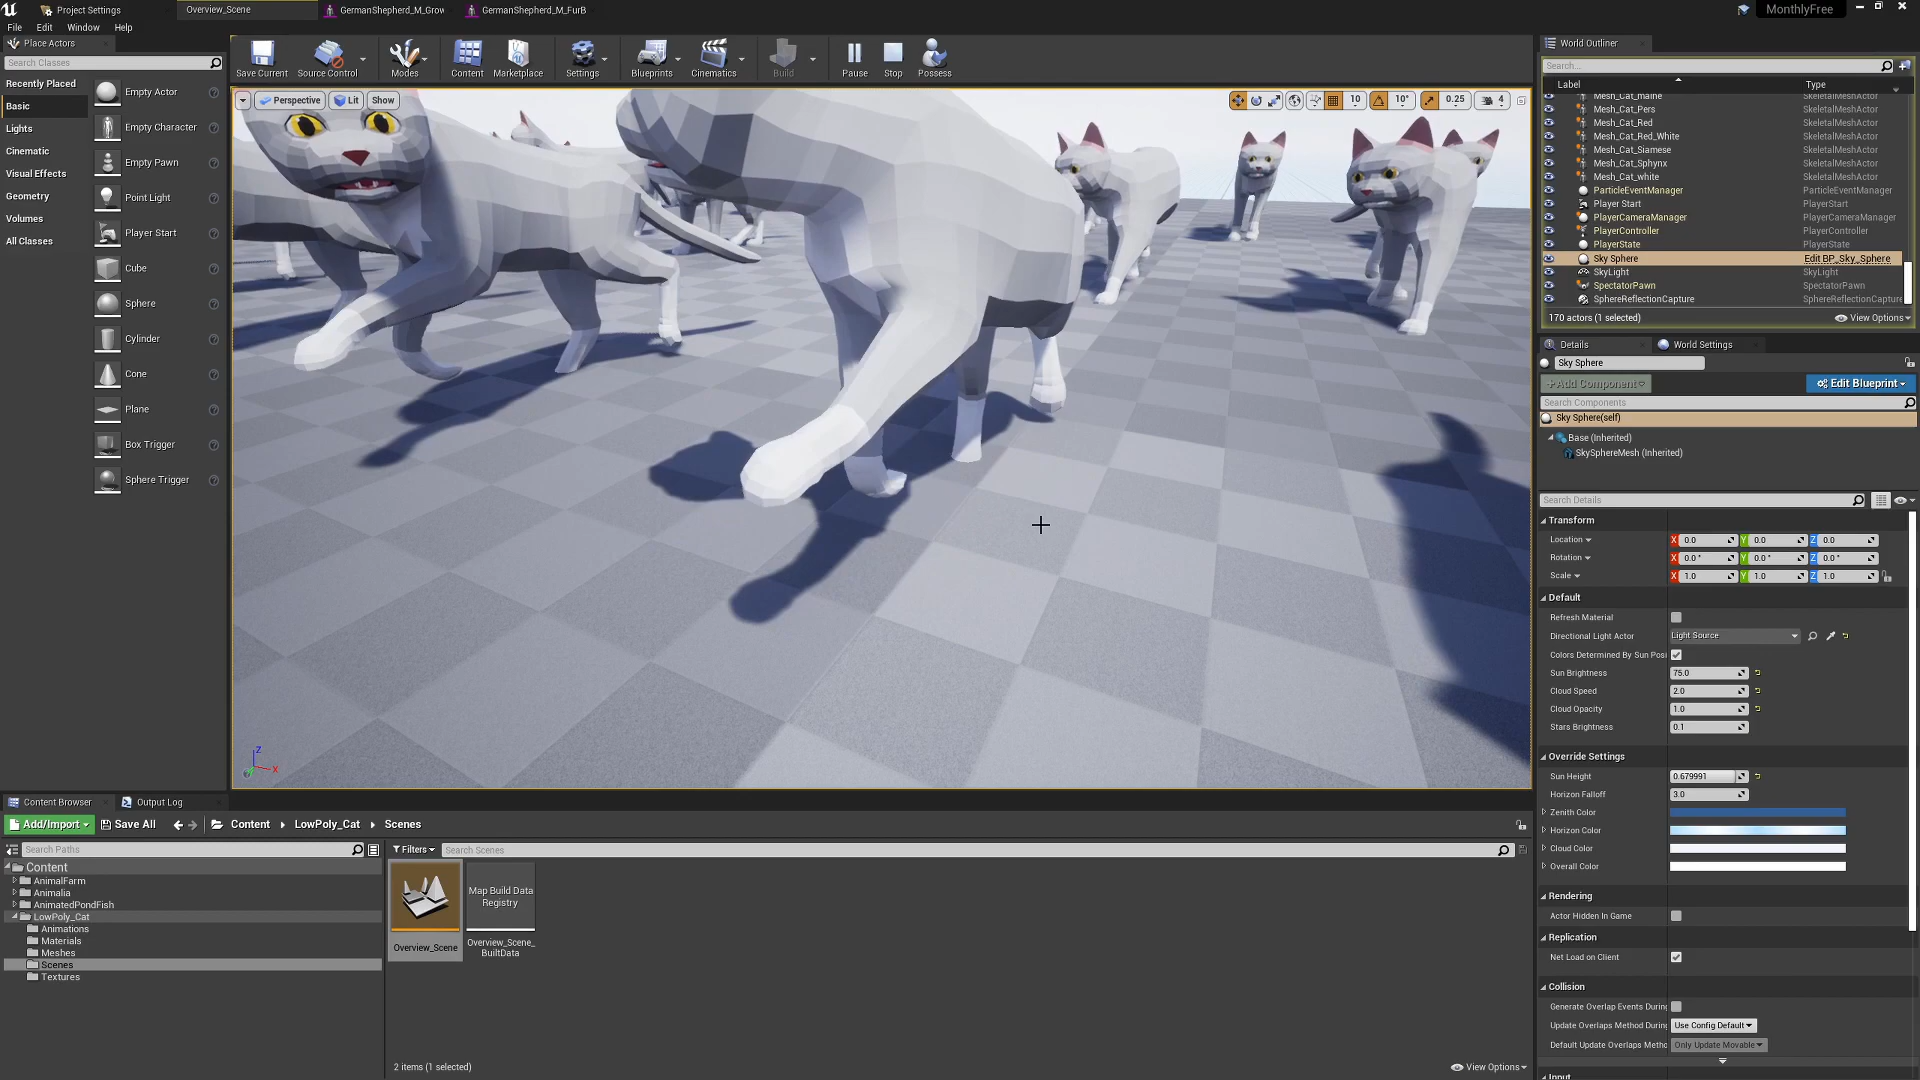 Project Settings
Overview_Scene
GermanShepherd_M_Grow
GermanShepherd_M_FurB
MonthlyFree
File Edit Window Help
Place Actors
Search Classes
Recently Placed
Basic
Lights
Cinematic
Visual Effects
Geometry
Volumes
All Classes
Empty Actor
Empty Character
Empty Pawn
Point Light
Player Start
Cube
Sphere
Cylinder
Cone
Plane
Box Trigger
Sphere Trigger
Save Current
Source Control
Modes
Content
Marketplace
Settings
Blueprints
Cinematics
Build
Pause
Stop
Possess
Perspective
Lit
Show
10
10°
0.25
4
Z
X
World Outliner
Search...
Label Type
Mesh_Cat_maine SkeletalMeshActor
Mesh_Cat_Pers SkeletalMeshActor
Mesh_Cat_Red SkeletalMeshActor
Mesh_Cat_Red_White SkeletalMeshActor
Mesh_Cat_Siamese SkeletalMeshActor
Mesh_Cat_Sphynx SkeletalMeshActor
Mesh_Cat_white SkeletalMeshActor
ParticleEventManager ParticleEventManager
Player Start PlayerStart
PlayerCameraManager PlayerCameraManager
PlayerController PlayerController
PlayerState PlayerState
Sky Sphere Edit BP_Sky_Sphere
SkyLight SkyLight
SpectatorPawn SpectatorPawn
SphereReflectionCapture SphereReflectionCapture
170 actors (1 selected) View Options
Details
World Settings
Sky Sphere
+Add Component
Edit Blueprint
Search Components
Sky Sphere(self)
Base (Inherited)
SkySphereMesh (Inherited)
Search Details
Transform
Location X 0.0 Y 0.0 Z 0.0
Rotation X 0.0 ° Y 0.0 ° Z 0.0 °
Scale X 1.0 Y 1.0 Z 1.0
Default
Refresh Material
Directional Light Actor Light Source
Colors Determined By Sun Posi
Sun Brightness 75.0
Cloud Speed 2.0
Cloud Opacity 1.0
Stars Brightness 0.1
Override Settings
Sun Height 0.679991
Horizon Falloff 3.0
Zenith Color
Horizon Color
Cloud Color
Overall Color
Rendering
Actor Hidden In Game
Replication
Net Load on Client
Collision
Generate Overlap Events During
Update Overlaps Method During Use Config Default
Default Update Overlaps Metho Only Update Movable
Input
Content Browser
Output Log
Add/Import
Save All
Content
LowPoly_Cat
Scenes
Search Paths
Filters
Search Scenes
Content
AnimalFarm
Animalia
AnimatedPondFish
LowPoly_Cat
Animations
Materials
Meshes
Scenes
Textures
Overview_Scene
Map Build Data
Registry
Overview_Scene_
BuiltData
2 items (1 selected)
View Options